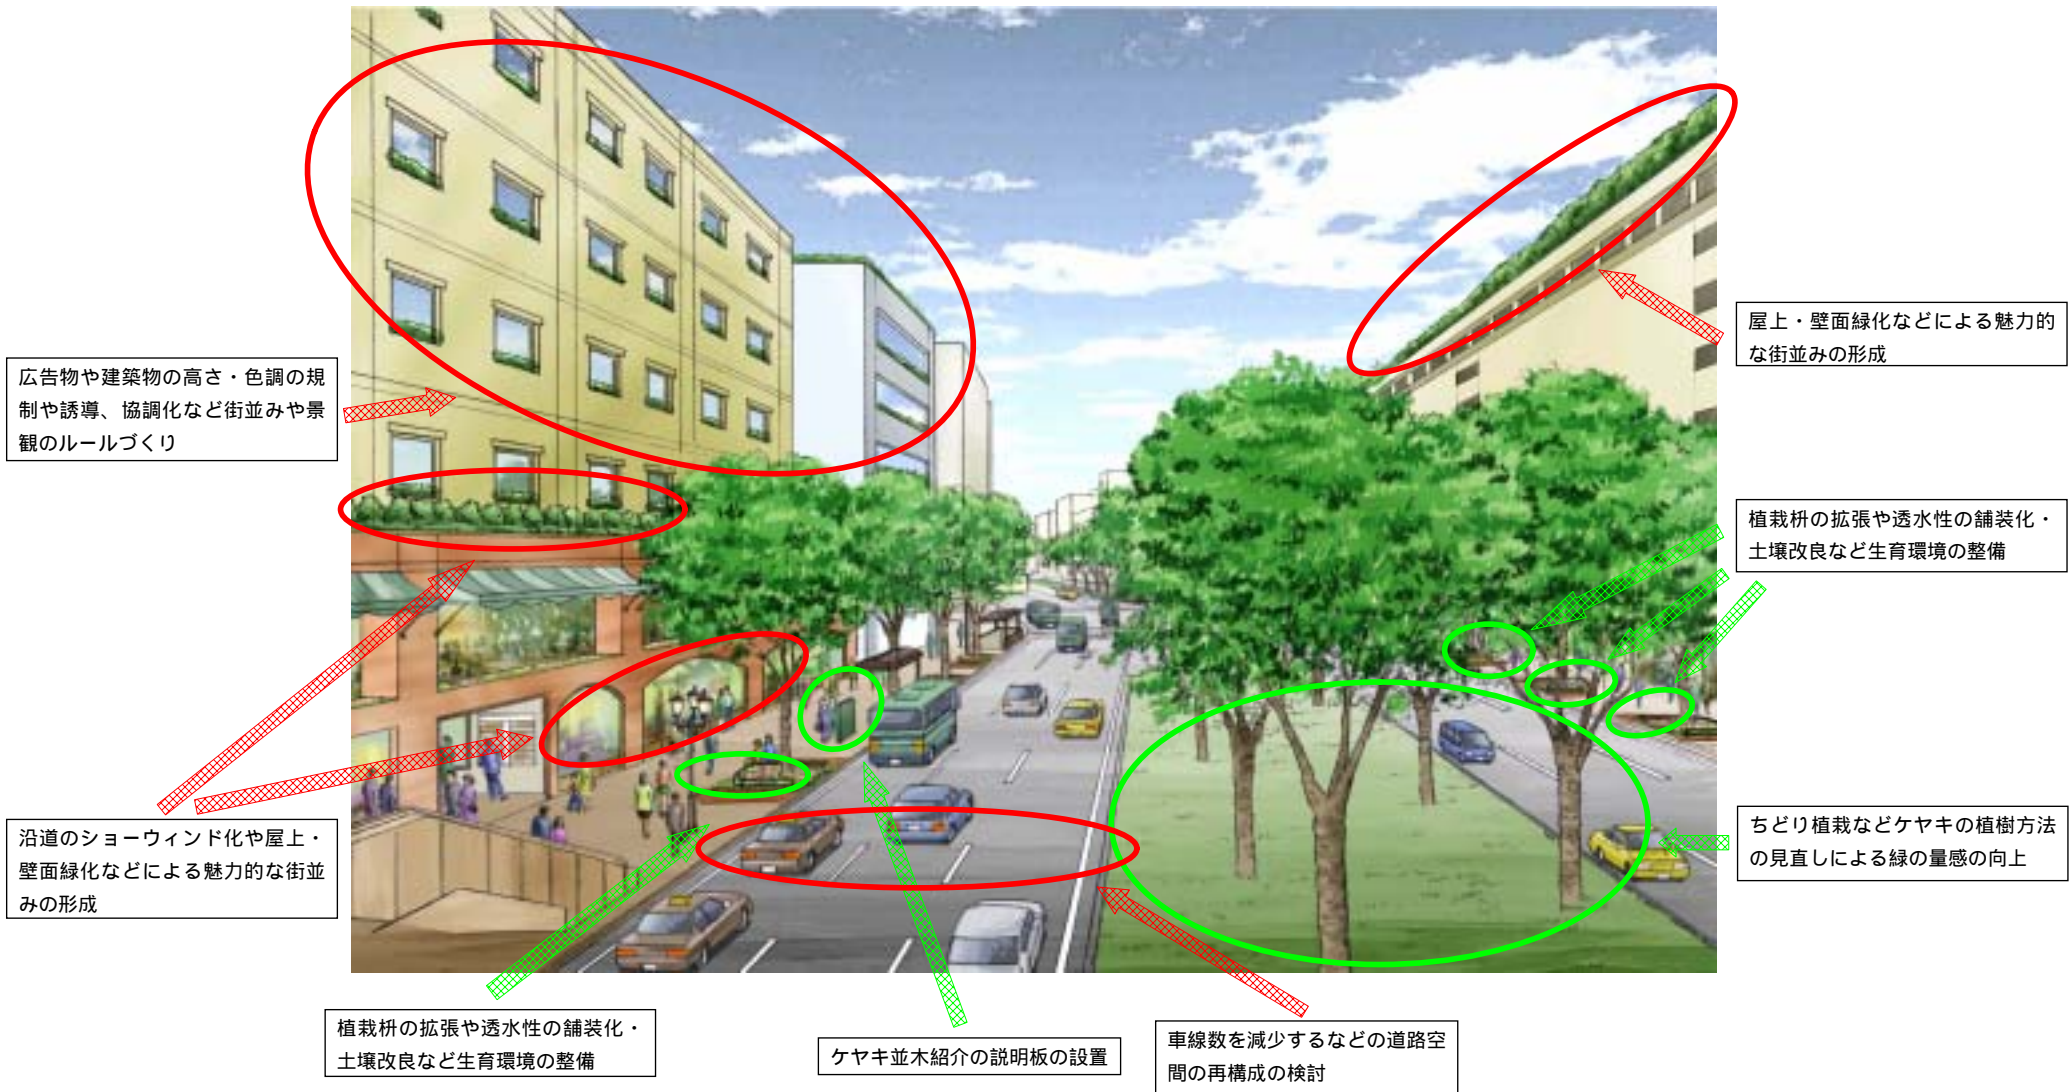 屋上・壁面緑化などによる魅力的
な街並みの形成
広告物や建築物の高さ・色調の規
制や誘導、協調化など街並みや景
観のルールづくり
植栽枡の拡張や透水性の舗装化・
土壌改良など生育環境の整備
沿道のショーウィンド化や屋上・
壁面緑化などによる魅力的な街並
みの形成
ちどり植栽などケヤキの植樹方法
の見直しによる緑の量感の向上
植栽枡の拡張や透水性の舗装化・
土壌改良など生育環境の整備
ケヤキ並木紹介の説明板の設置
車線数を減少するなどの道路空
間の再構成の検討